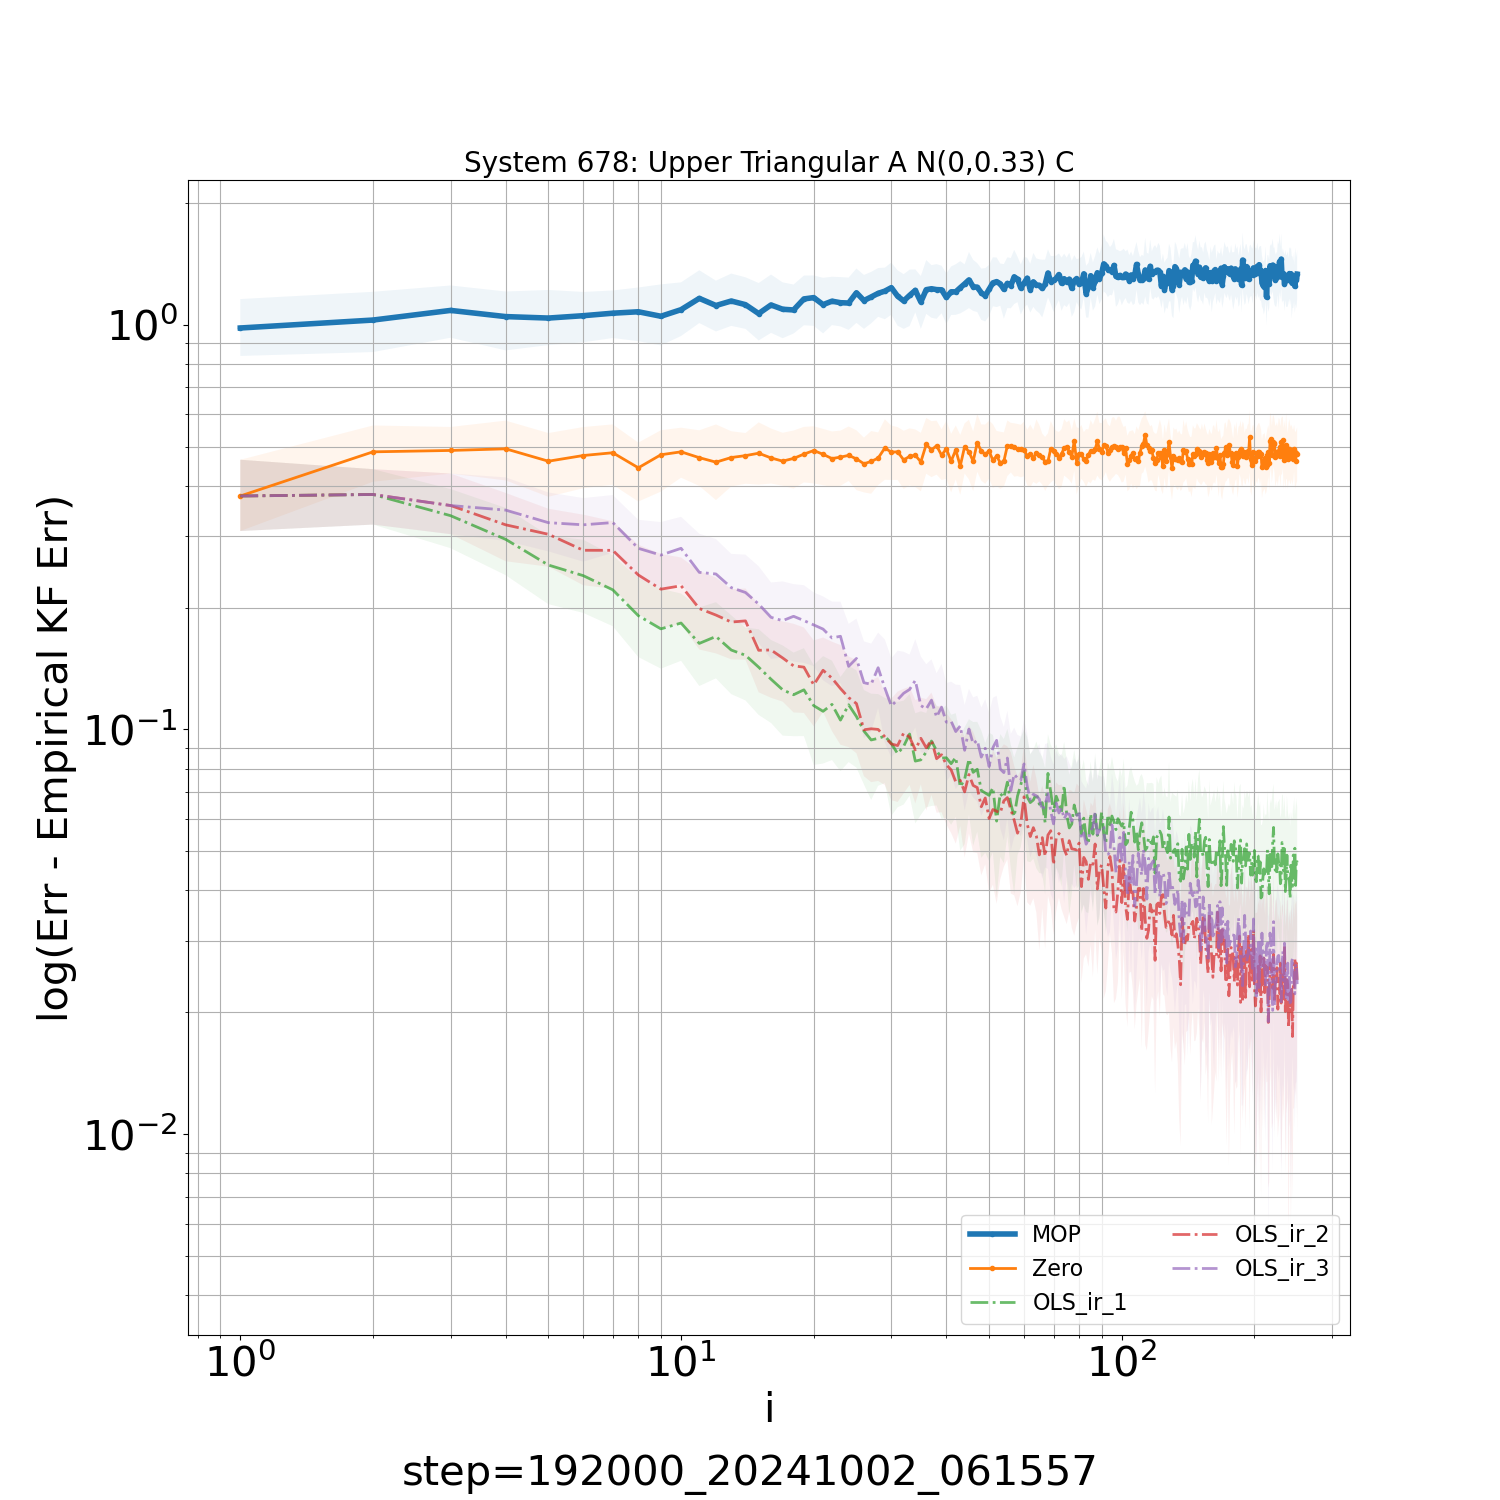 System 678: Upper Triangular A N(0,0.33) C
log(Err - Empirical KF Err)
10⁰
10⁻¹
10⁻²
MOP
Zero
OLS_ir_1
OLS_ir_2
OLS_ir_3
10⁰ 10¹ 10²
i
step=192000_20241002_061557